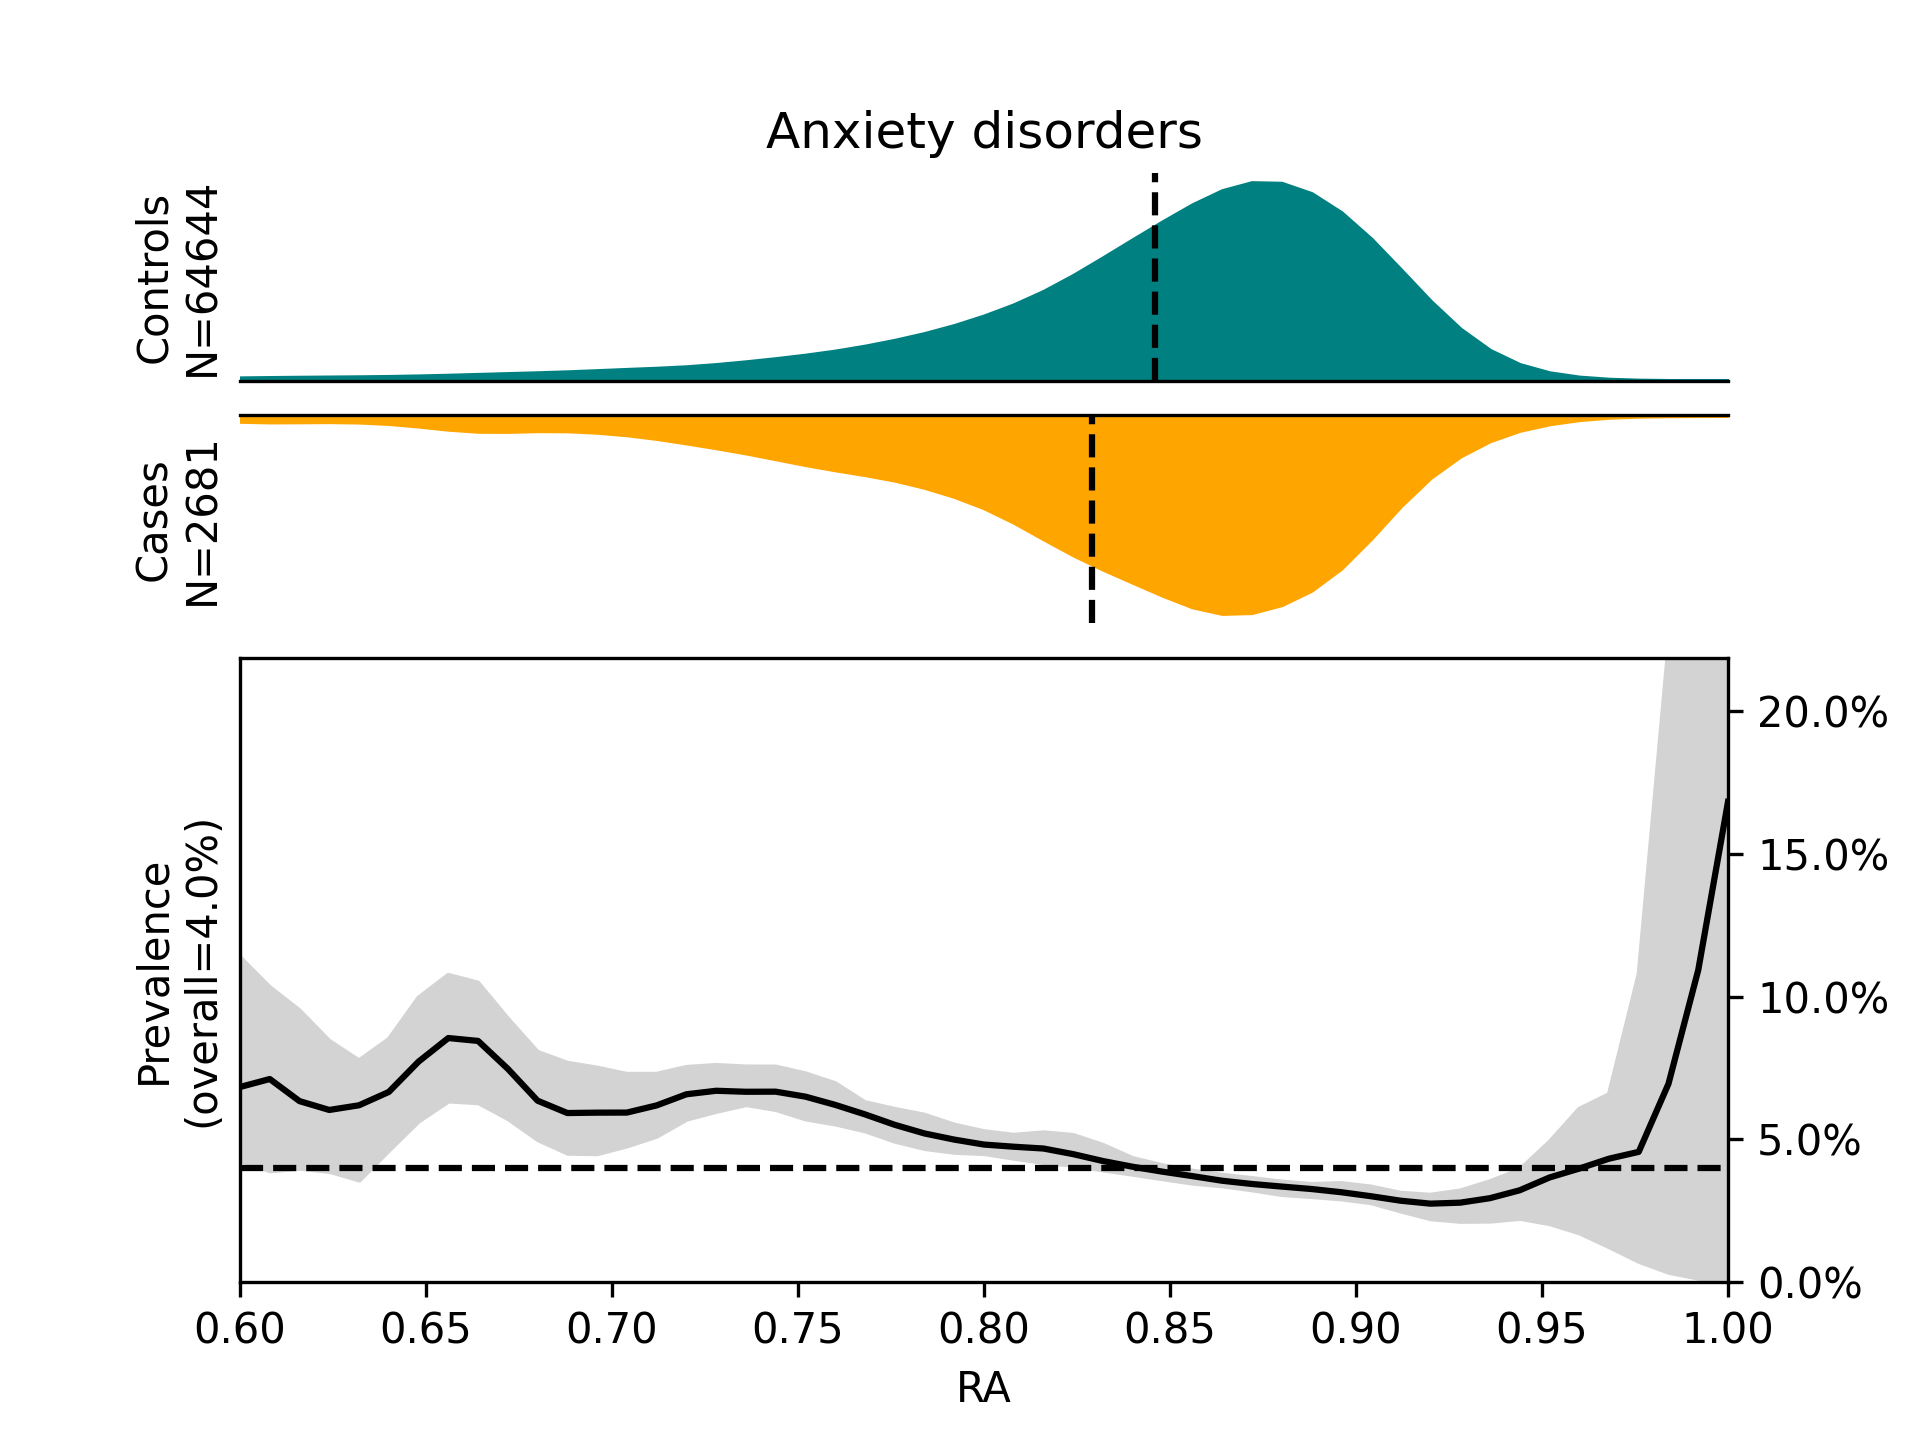 Anxiety disorders
Controls
N=64644
Cases
N=2681
Prevalence
(overall=4.0%)
20.0%
15.0%
10.0%
5.0%
0.0%
0.60 0.65 0.70 0.75 0.80 0.85 0.90 0.95 1.00
RA